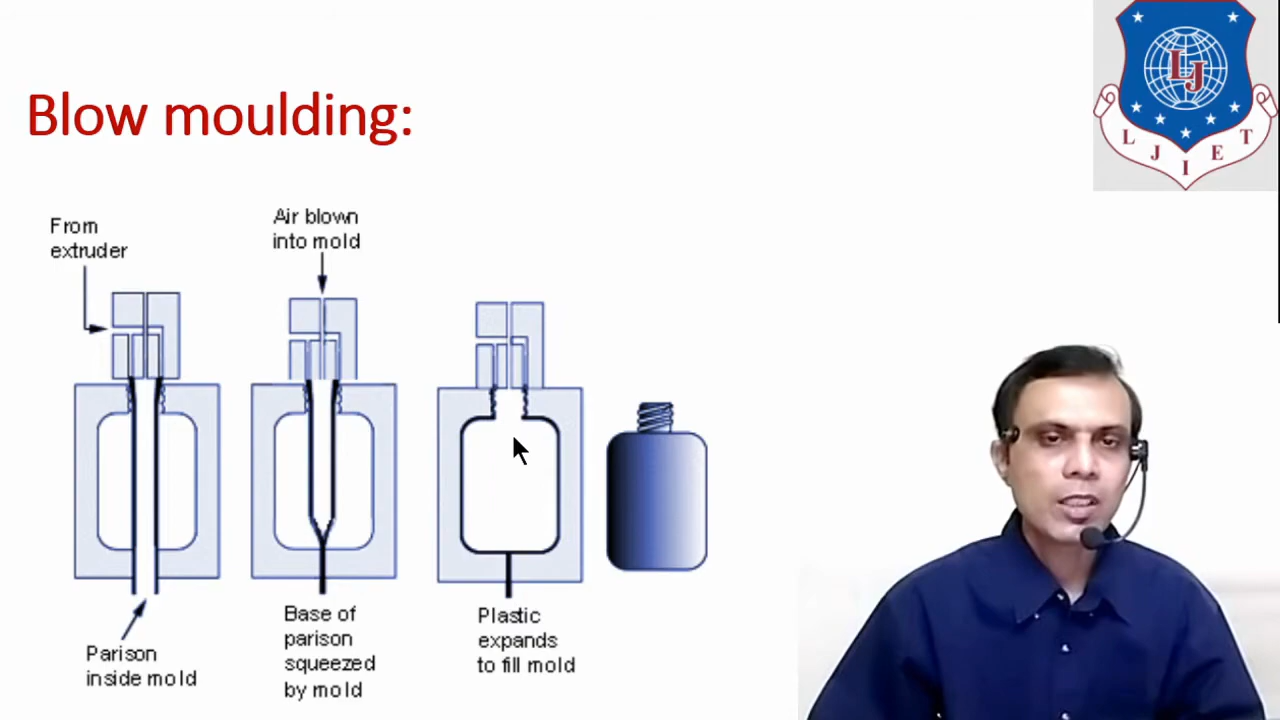 Blow moulding:
LJ
L J I E T
From
extruder
Air blown
into mold
Parison
inside mold
Base of
parison
squeezed
by mold
Plastic
expands
to fill mold